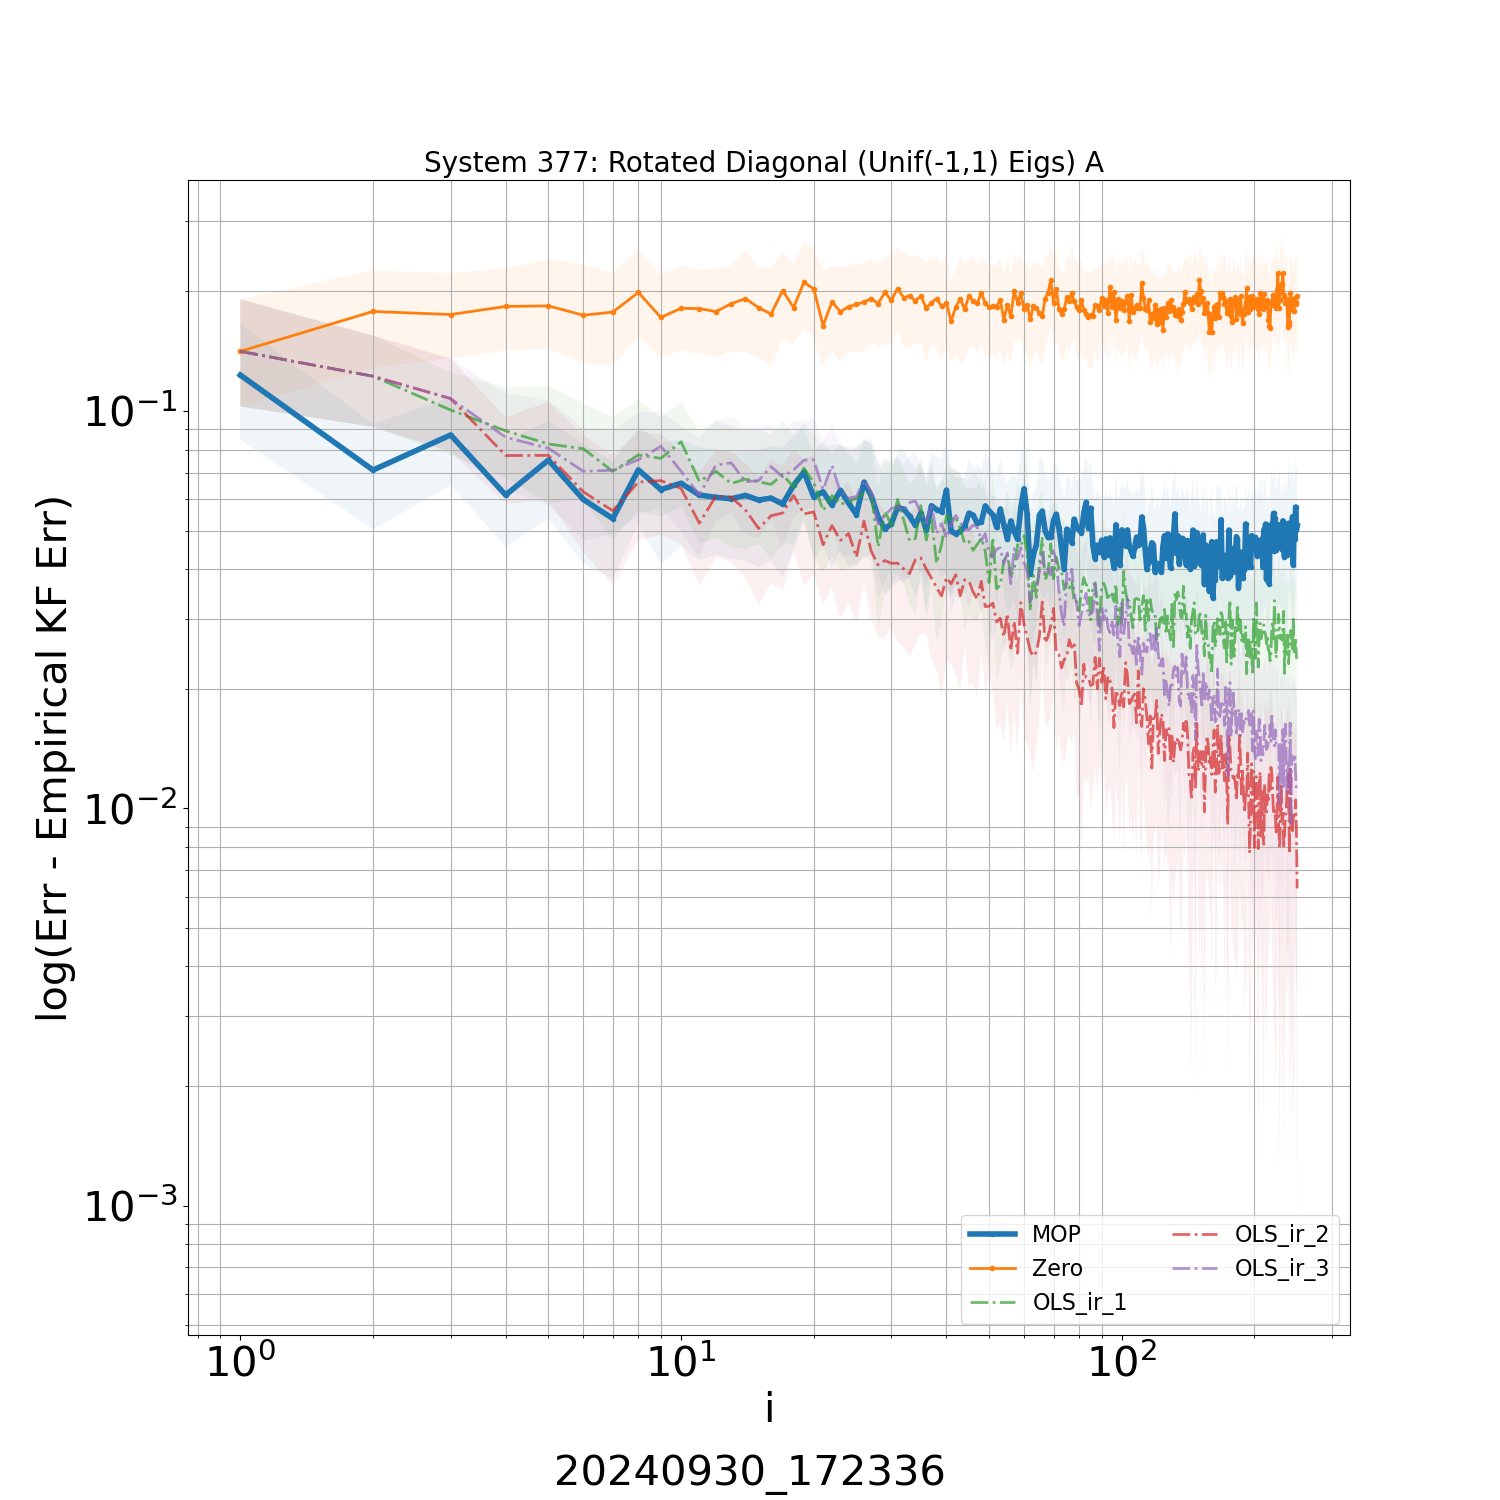 System 377: Rotated Diagonal (Unif(-1,1) Eigs) A
log(Err - Empirical KF Err)
10⁻¹
10⁻²
10⁻³
MOP
Zero
OLS_ir_1
OLS_ir_2
OLS_ir_3
10⁰ 10¹ 10²
i
20240930_172336